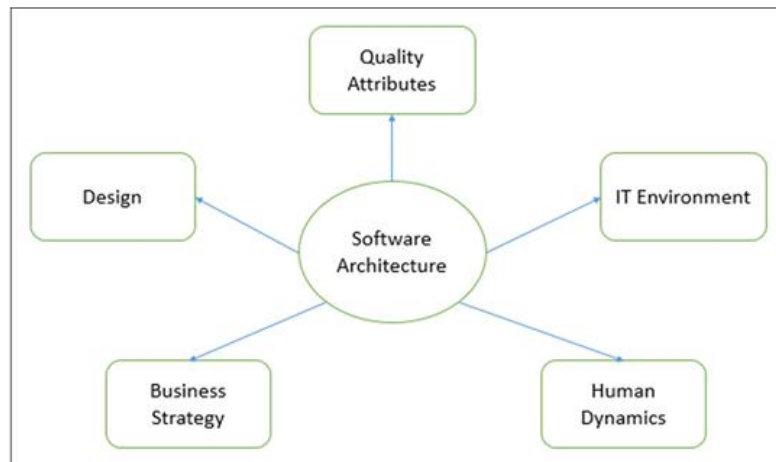 Quality
Attributes
Design
IT Environment
Software
Architecture
Business
Strategy
Human
Dynamics